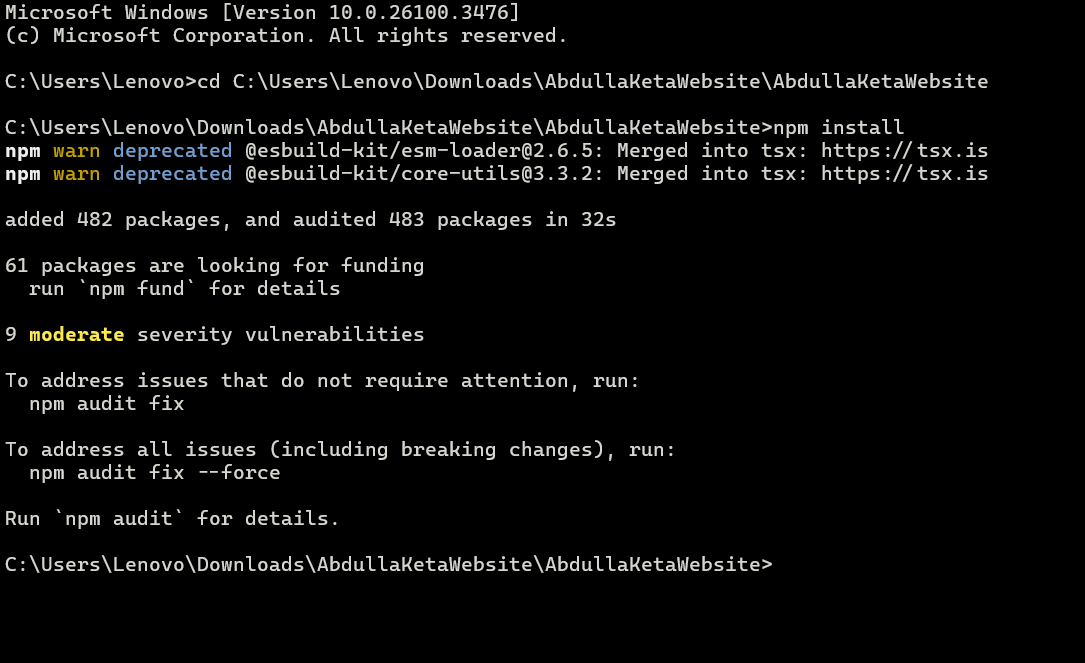 Microsoft Windows [Version 10.0.26100.3476]
(c) Microsoft Corporation. All rights reserved.
C:\Users\Lenovo>cd C:\Users\Lenovo\Downloads\AbdullaKetaWebsite\AbdullaKetaWebsite
C:\Users\Lenovo\Downloads\AbdullaKetaWebsite\AbdullaKetaWebsite>npm install
npm warn deprecated @esbuild-kit/esm-loader@2.6.5: Merged into tsx: https://tsx.is
npm warn deprecated @esbuild-kit/core-utils@3.3.2: Merged into tsx: https://tsx.is
added 482 packages, and audited 483 packages in 32s
61 packages are looking for funding
  run `npm fund` for details
9 moderate severity vulnerabilities
To address issues that do not require attention, run:
  npm audit fix
To address all issues (including breaking changes), run:
  npm audit fix --force
Run `npm audit` for details.
C:\Users\Lenovo\Downloads\AbdullaKetaWebsite\AbdullaKetaWebsite>